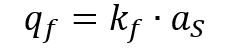 q_f = k_f · a_S